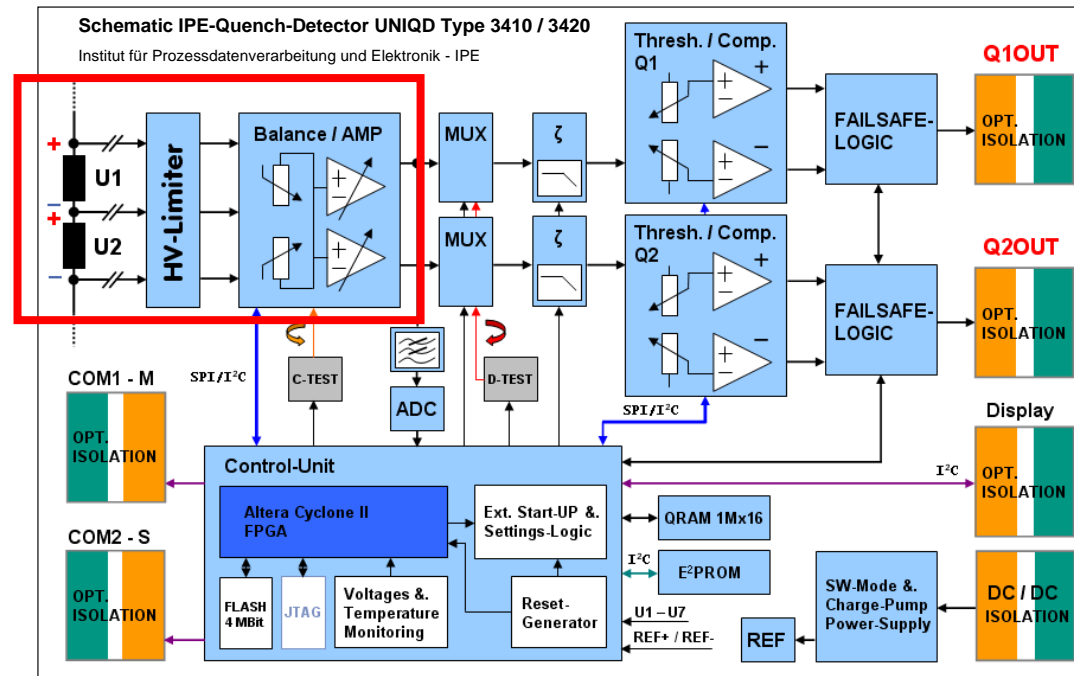 Schematic IPE-Quench-Detector UNIQD Type 3410 / 3420
Institut für Prozessdatenverarbeitung und Elektronik - IPE
+
U1
–
+
U2
–
HV-Limiter
Balance / AMP
+
−
+
−
MUX
MUX
ζ
ζ
Thresh. / Comp.
Q1
+
+
−
–
+
−
Thresh. / Comp.
Q2
+
+
−
–
+
−
FAILSAFE-
LOGIC
FAILSAFE-
LOGIC
Q1OUT
OPT.
ISOLATION
Q2OUT
OPT.
ISOLATION
SPI/I²C
C-TEST
ADC
D-TEST
SPI/I²C
COM1 - M
OPT.
ISOLATION
COM2 - S
OPT.
ISOLATION
Control-Unit
Altera Cyclone II
FPGA
Ext. Start-UP &.
Settings-Logic
FLASH
4 MBit
JTAG
Voltages &.
Temperature
Monitoring
Reset-
Generator
I²C
Display
OPT.
ISOLATION
QRAM 1Mx16
I²C
E²PROM
U1 – U7
REF+ / REF-
REF
SW-Mode &.
Charge-Pump
Power-Supply
DC / DC
ISOLATION